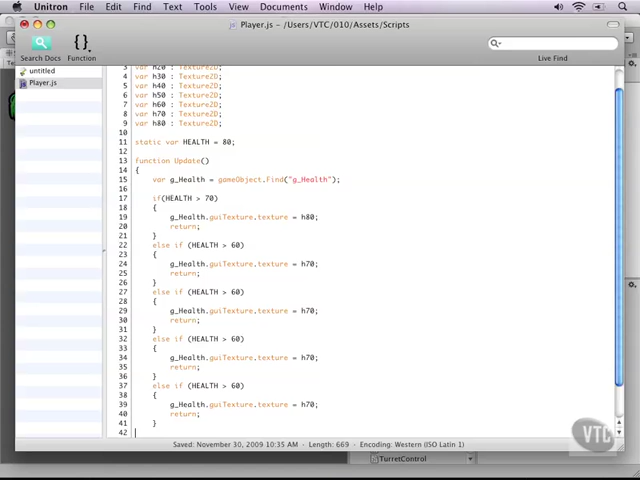 Unitron File Edit Find Text Tools View Documents Window Help
Player.js – /Users/VTC/010/Assets/Scripts
Search Docs Function Live Find
untitled
Player.js
3 var h20 : Texture2D;
4 var h30 : Texture2D;
5 var h40 : Texture2D;
6 var h50 : Texture2D;
7 var h60 : Texture2D;
8 var h70 : Texture2D;
9 var h80 : Texture2D;
10
11 static var HEALTH = 80;
12
13 function Update()
14 {
15 var g_Health = gameObject.Find("g_Health");
16
17 if(HEALTH > 70)
18 {
19 g_Health.guiTexture.texture = h80;
20 return;
21 }
22 else if (HEALTH > 60)
23 {
24 g_Health.guiTexture.texture = h70;
25 return;
26 }
27 else if (HEALTH > 60)
28 {
29 g_Health.guiTexture.texture = h70;
30 return;
31 }
32 else if (HEALTH > 60)
33 {
34 g_Health.guiTexture.texture = h70;
35 return;
36 }
37 else if (HEALTH > 60)
38 {
39 g_Health.guiTexture.texture = h70;
40 return;
41 }
42
Saved: November 30, 2009 10:35 AM - Length: 669 - Encoding: Western (ISO Latin 1)
VTC
TurretControl